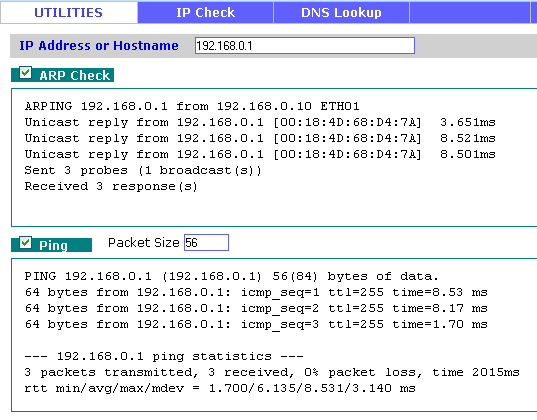 UTILITIES IP Check DNS Lookup
IP Address or Hostname 192.168.0.1
ARP Check
ARPING 192.168.0.1 from 192.168.0.10 ETH01
Unicast reply from 192.168.0.1 [00:18:4D:68:D4:7A] 3.651ms
Unicast reply from 192.168.0.1 [00:18:4D:68:D4:7A] 8.521ms
Unicast reply from 192.168.0.1 [00:18:4D:68:D4:7A] 8.501ms
Sent 3 probes (1 broadcast(s))
Received 3 response(s)
Ping Packet Size 56
PING 192.168.0.1 (192.168.0.1) 56(84) bytes of data.
64 bytes from 192.168.0.1: icmp_seq=1 ttl=255 time=8.53 ms
64 bytes from 192.168.0.1: icmp_seq=2 ttl=255 time=8.17 ms
64 bytes from 192.168.0.1: icmp_seq=3 ttl=255 time=1.70 ms
--- 192.168.0.1 ping statistics ---
3 packets transmitted, 3 received, 0% packet loss, time 2015ms
rtt min/avg/max/mdev = 1.700/6.135/8.531/3.140 ms